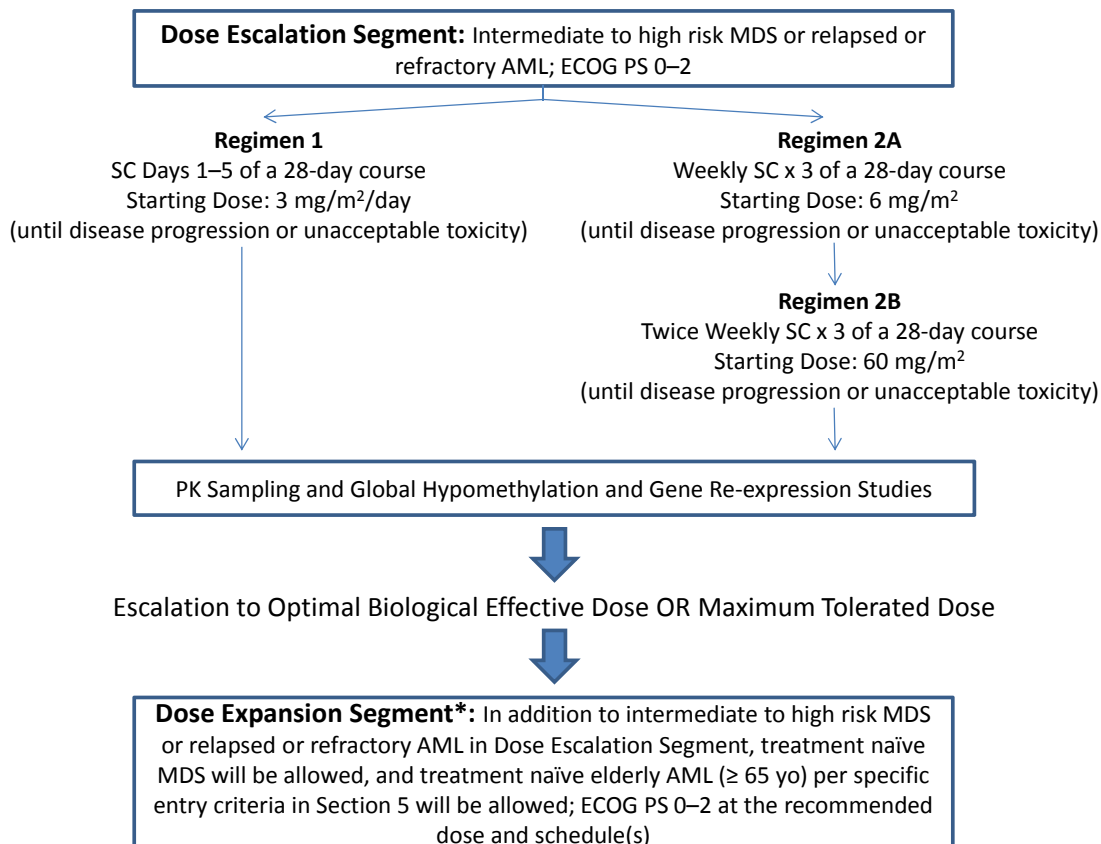 Dose Escalation Segment: Intermediate to high risk MDS or relapsed or
refractory AML; ECOG PS 0–2
Regimen 1
SC Days 1–5 of a 28-day course
Starting Dose: 3 mg/m²/day
(until disease progression or unacceptable toxicity)
Regimen 2A
Weekly SC x 3 of a 28-day course
Starting Dose: 6 mg/m²
(until disease progression or unacceptable toxicity)
Regimen 2B
Twice Weekly SC x 3 of a 28-day course
Starting Dose: 60 mg/m²
(until disease progression or unacceptable toxicity)
PK Sampling and Global Hypomethylation and Gene Re-expression Studies
Escalation to Optimal Biological Effective Dose OR Maximum Tolerated Dose
Dose Expansion Segment*: In addition to intermediate to high risk MDS
or relapsed or refractory AML in Dose Escalation Segment, treatment naïve
MDS will be allowed, and treatment naïve elderly AML (≥ 65 yo) per specific
entry criteria in Section 5 will be allowed; ECOG PS 0–2 at the recommended
dose and schedule(s)